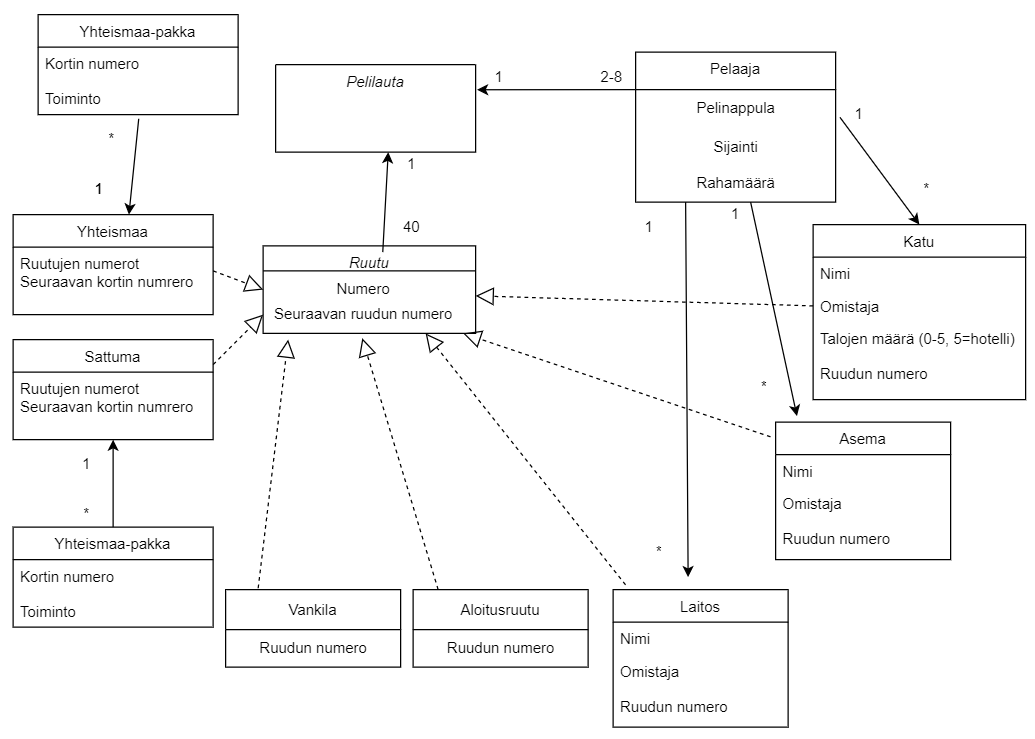 Yhteismaa-pakka
Kortin numero
Toiminto
*
1
Pelilauta
1
2-8
Pelaaja
Pelinappula
Sijainti
Rahamäärä
1
*
1
1
1
40
Yhteismaa
Ruutujen numerot
Seuraavan kortin numrero
Ruutu
Numero
Seuraavan ruudun numero
Katu
Nimi
Omistaja
Talojen määrä (0-5, 5=hotelli)
Ruudun numero
Sattuma
Ruutujen numerot
Seuraavan kortin numrero
1
*
*
Asema
Nimi
Omistaja
Ruudun numero
Yhteismaa-pakka
Kortin numero
Toiminto
*
Vankila
Ruudun numero
Aloitusruutu
Ruudun numero
Laitos
Nimi
Omistaja
Ruudun numero